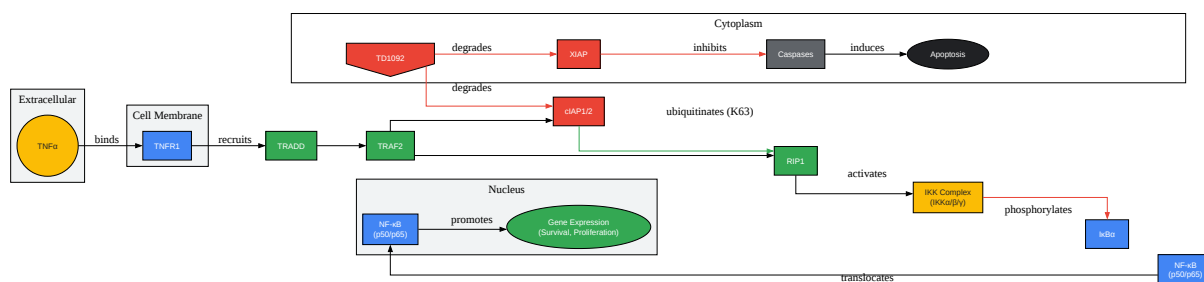 Cytoplasm
degrades
inhibits
induces
TD1092
XIAP
Caspases
Apoptosis
degrades
Extracellular
Cell Membrane
cIAP1/2
ubiquitinates (K63)
TNFα
binds
TNFR1
recruits
TRADD
TRAF2
RIP1
activates
Nucleus
IKK Complex
(IKKα/β/γ)
phosphorylates
NF-κB
(p50/p65)
promotes
Gene Expression
(Survival, Proliferation)
IκBα
NF-κB
(p50/p65)
translocates